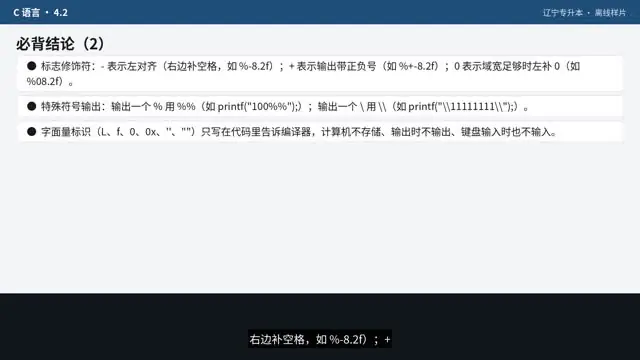 C 语言 · 4.2
辽宁专升本 · 离线样片
必背结论（2）
● 标志修饰符：- 表示左对齐（右边补空格，如 %-8.2f）；+ 表示输出带正负号（如 %+-8.2f）；0 表示域宽足够时左补 0（如
%08.2f）。
● 特殊符号输出：输出一个 % 用 %%（如 printf("100%%");）；输出一个 \ 用 \\（如 printf("\\11111111\\");）。
● 字面量标识（L、f、0、0x、''、""）只写在代码里告诉编译器，计算机不存储、输出时不输出、键盘输入时也不输入。
右边补空格，如 %-8.2f）；+